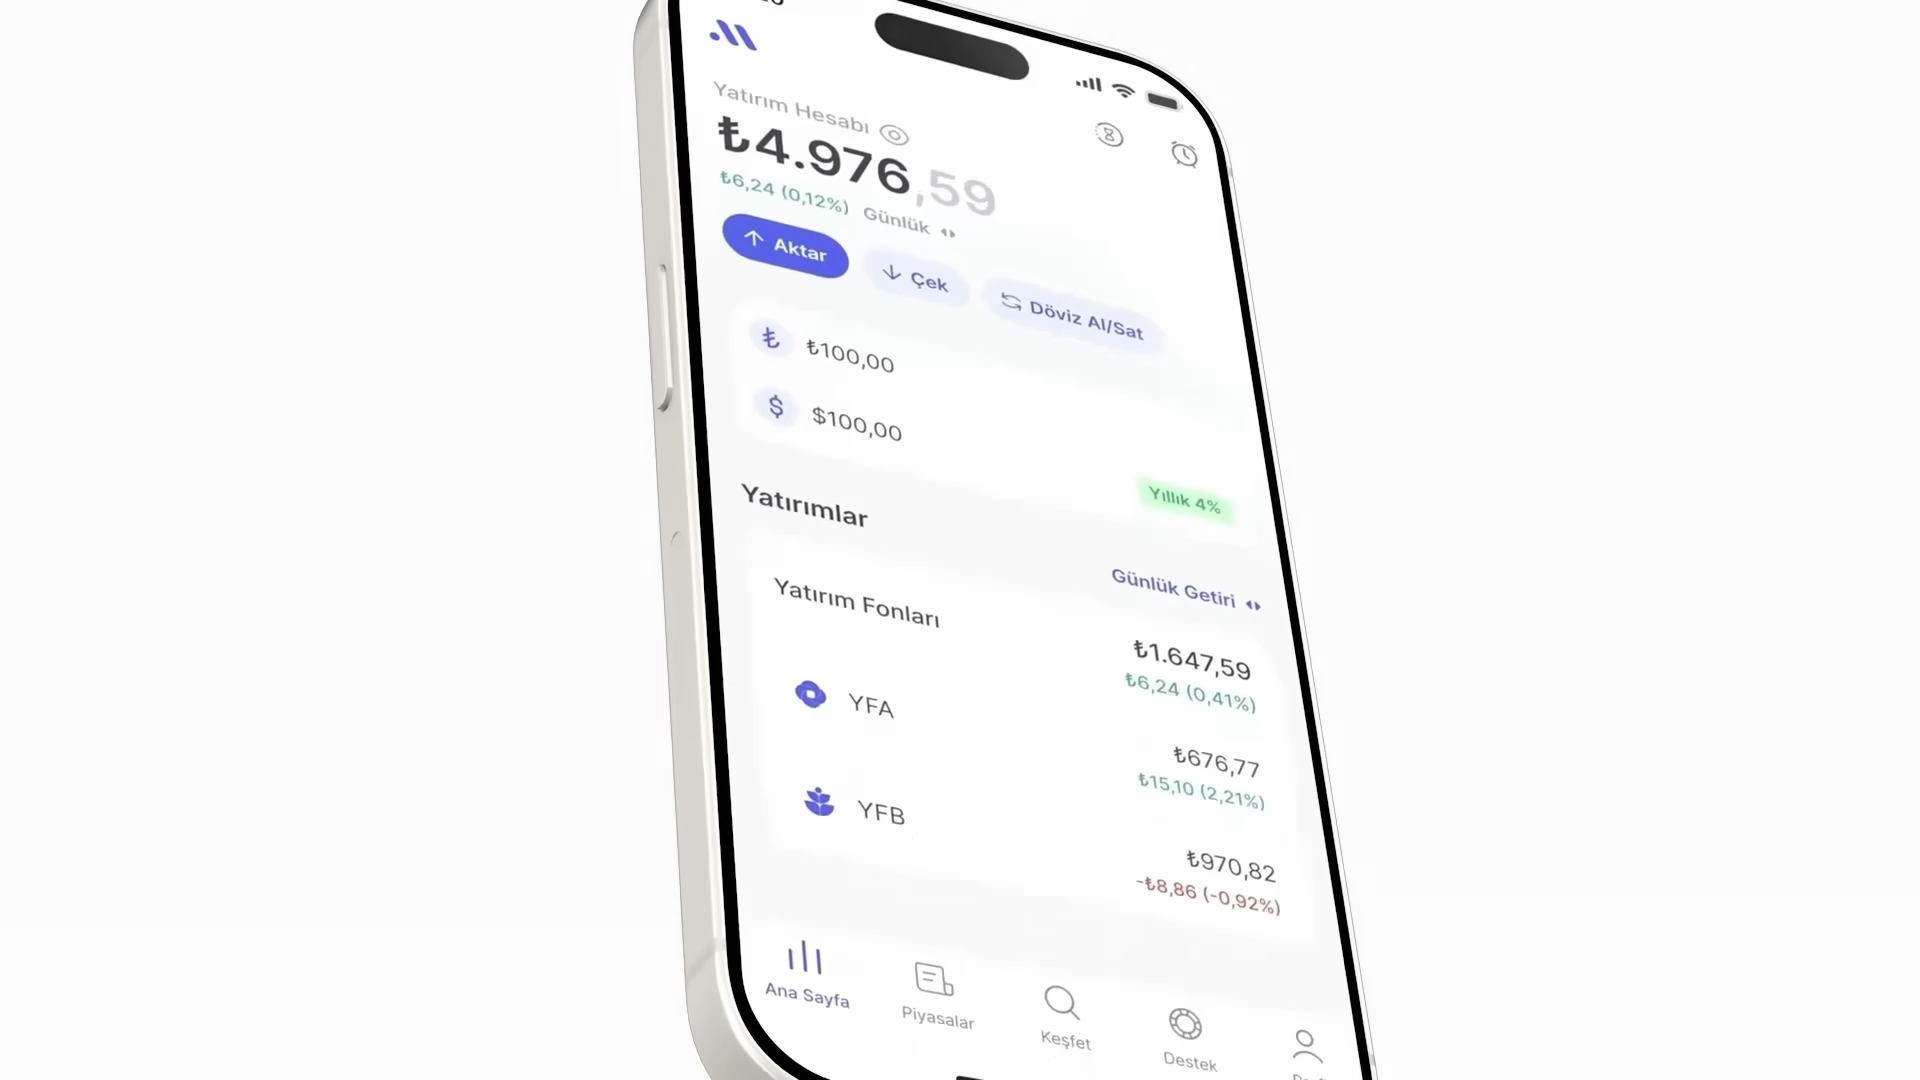 Yatırım Hesabı
₺4.976,59
₺6,24 (0,12%) Günlük
Aktar
Çek
Döviz Al/Sat
₺100,00
$100,00
Yıllık 4%
Yatırımlar
Günlük Getiri
Yatırım Fonları
₺1.647,59
₺6,24 (0,41%)
YFA
₺676,77
₺15,10 (2,21%)
YFB
₺970,82
-₺8,86 (-0,92%)
Ana Sayfa
Piyasalar
Keşfet
Destek